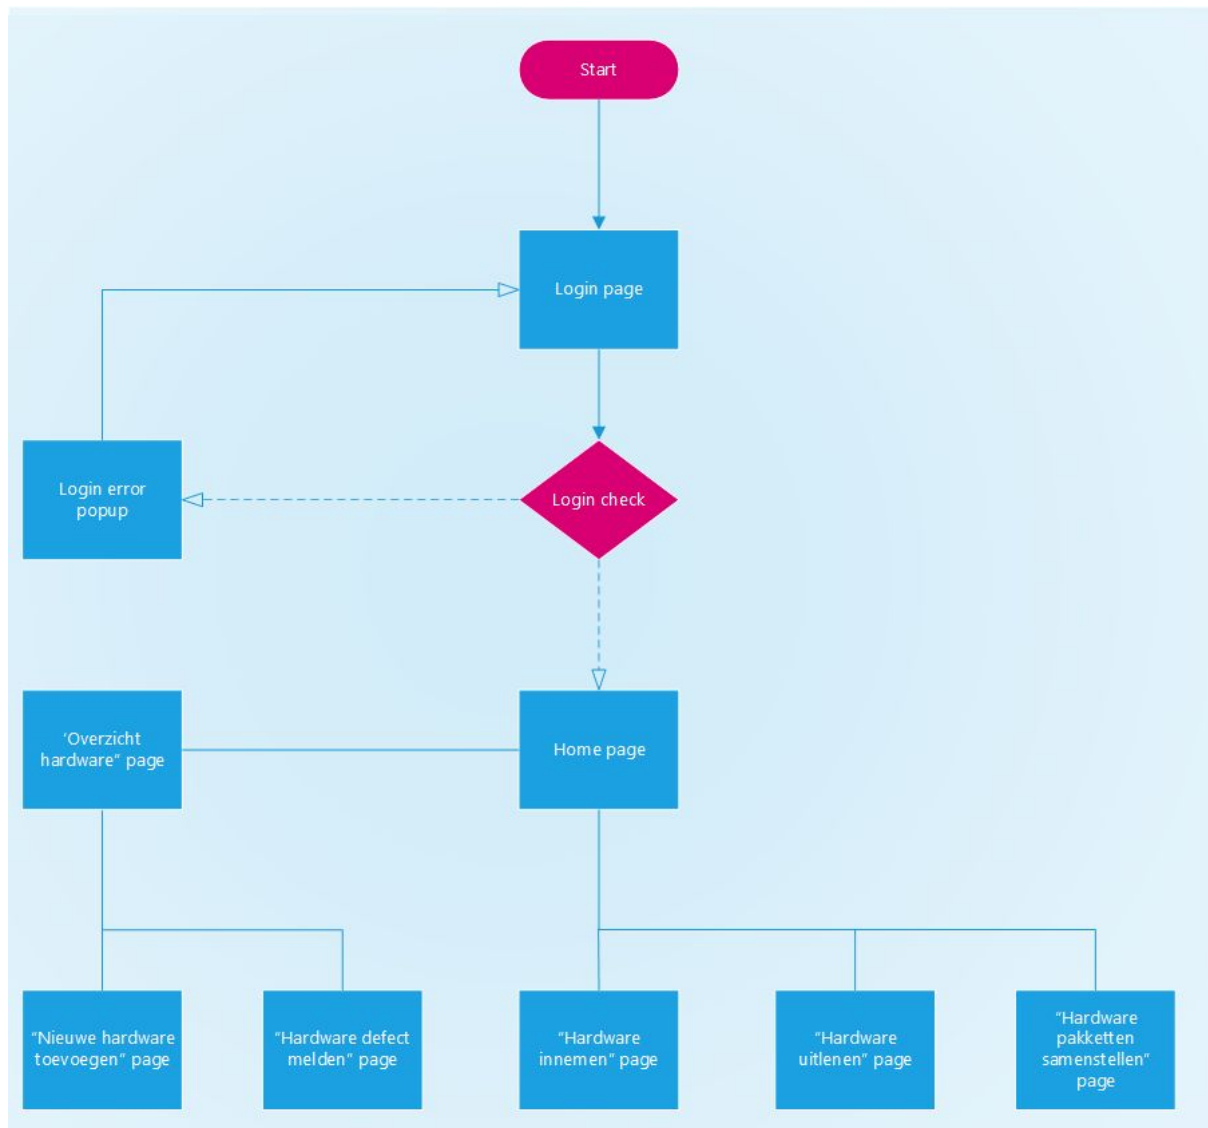 Start
Login page
Login error
popup
Login check
‘Overzicht
hardware” page
Home page
“Nieuwe hardware
toevoegen” page
“Hardware defect
melden” page
“Hardware
innemen” page
“Hardware
uitlenen” page
“Hardware
pakketten
samenstellen”
page